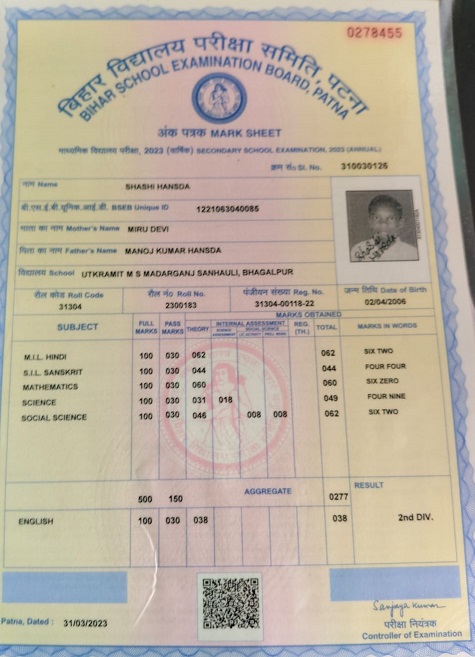 0278455
बिहार विद्यालय परीक्षा समिति, पटना
BIHAR SCHOOL EXAMINATION BOARD, PATNA
अंक पत्रक MARK SHEET
माध्यमिक विद्यालय परीक्षा, 2023 (वार्षिक) SECONDARY SCHOOL EXAMINATION, 2023 (ANNUAL)
क्रम सं० Sl. No. 310030126
नाम Name SHASHI HANSDA
बी.एस.ई.बी.यूनिक.आई.डी. BSEB Unique ID 1221063040085
माता का नाम Mother's Name MIRU DEVI
पिता का नाम Father's Name MANOJ KUMAR HANSDA
विद्यालय School UTKRAMIT M S MADARGANJ SANHAULI, BHAGALPUR
रौल कोड Roll Code रौल नं० Roll No. पंजीयन संख्या Reg. No. जन्म तिथि Date of Birth
31304 2300183 31304-00118-22 02/04/2006
MARKS OBTAINED
SUBJECT FULL MARKS PASS MARKS THEORY INTERNAL ASSESSMENT REG. (TH.) TOTAL MARKS IN WORDS
SCIENCE SOCIAL SCIENCE
M.I.L. HINDI 100 030 062 062 SIX TWO
S.I.L. SANSKRIT 100 030 044 044 FOUR FOUR
MATHEMATICS 100 030 060 060 SIX ZERO
SCIENCE 100 030 031 018 049 FOUR NINE
SOCIAL SCIENCE 100 030 046 008 008 062 SIX TWO
500 150 AGGREGATE 0277 RESULT
ENGLISH 100 030 038 038 2nd DIV.
Patna, Dated : 31/03/2023
Sanjaya Kumar
परीक्षा नियंत्रक
Controller of Examination